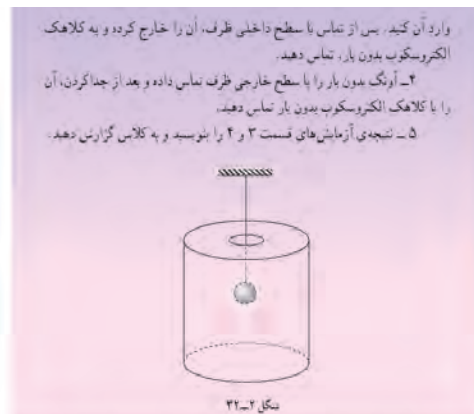 وارد آن کنید. پس از تماس با سطح داخلی ظرف، آن را خارج کرده و به کلاهک
الکتروسکوپ بدون بار، تماس دهید.
۴ــ آونگ بدون بار را با سطح خارجی ظرف تماس داده و بعد از جداکردن، آن
را با کلاهک الکتروسکوپ بدون بار تماس دهید.
۵ ــ نتیجه‌ی آزمایش‌های قسمت ۳ و ۴ را بنویسید و به کلاس گزارش دهید.
شکل ۲ــ۳۲